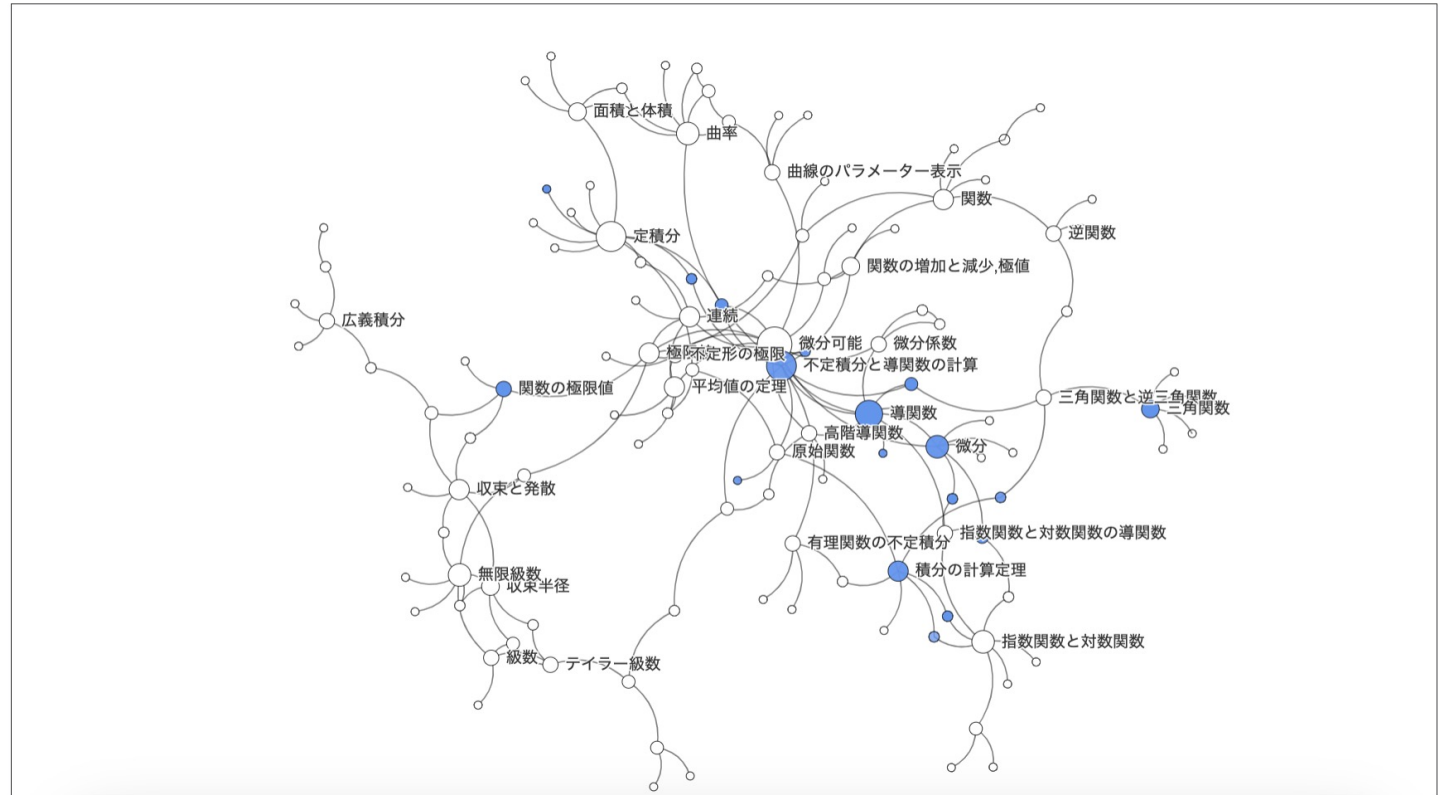 面積と体積
曲率
曲線のパラメーター表示
関数
逆関数
定積分
関数の増加と減少,極値
連続
広義積分
微分可能
微分係数
不定形の極限
不定積分と導関数の計算
関数の極限値
平均値の定理
三角関数と逆三角関数
三角関数
導関数
高階導関数
微分
原始関数
収束と発散
指数関数と対数関数の導関数
有理関数の不定積分
積分の計算定理
無限級数
収束半径
指数関数と対数関数
級数
テイラー級数